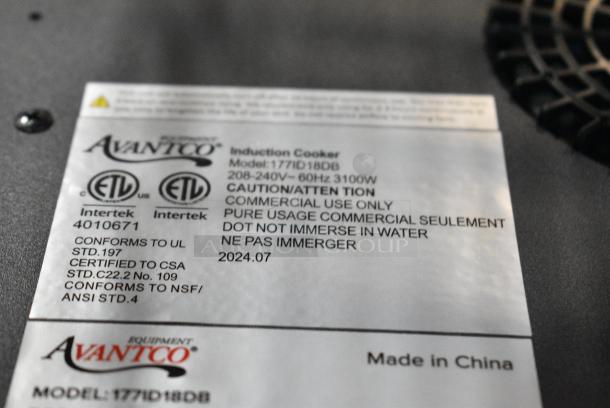 EQUIPMENT
AVANTCO®
Induction Cooker
Model:177ID18DB
208-240V~60Hz 3100W
CAUTION/ATTEN TION
COMMERCIAL USE ONLY
PURE USAGE COMMERCIAL SEULEMENT
DOT NOT IMMERSE IN WATER
NE PAS IMMERGER
2024.07
C ETL US ETL
Intertek Intertek
4010671
CONFORMS TO UL
STD.197
CERTIFIED TO CSA
STD.C22.2 No. 109
CONFORMS TO NSF/
ANSI STD.4
EQUIPMENT
AVANTCO®
Made in China
MODEL: 177ID18DB